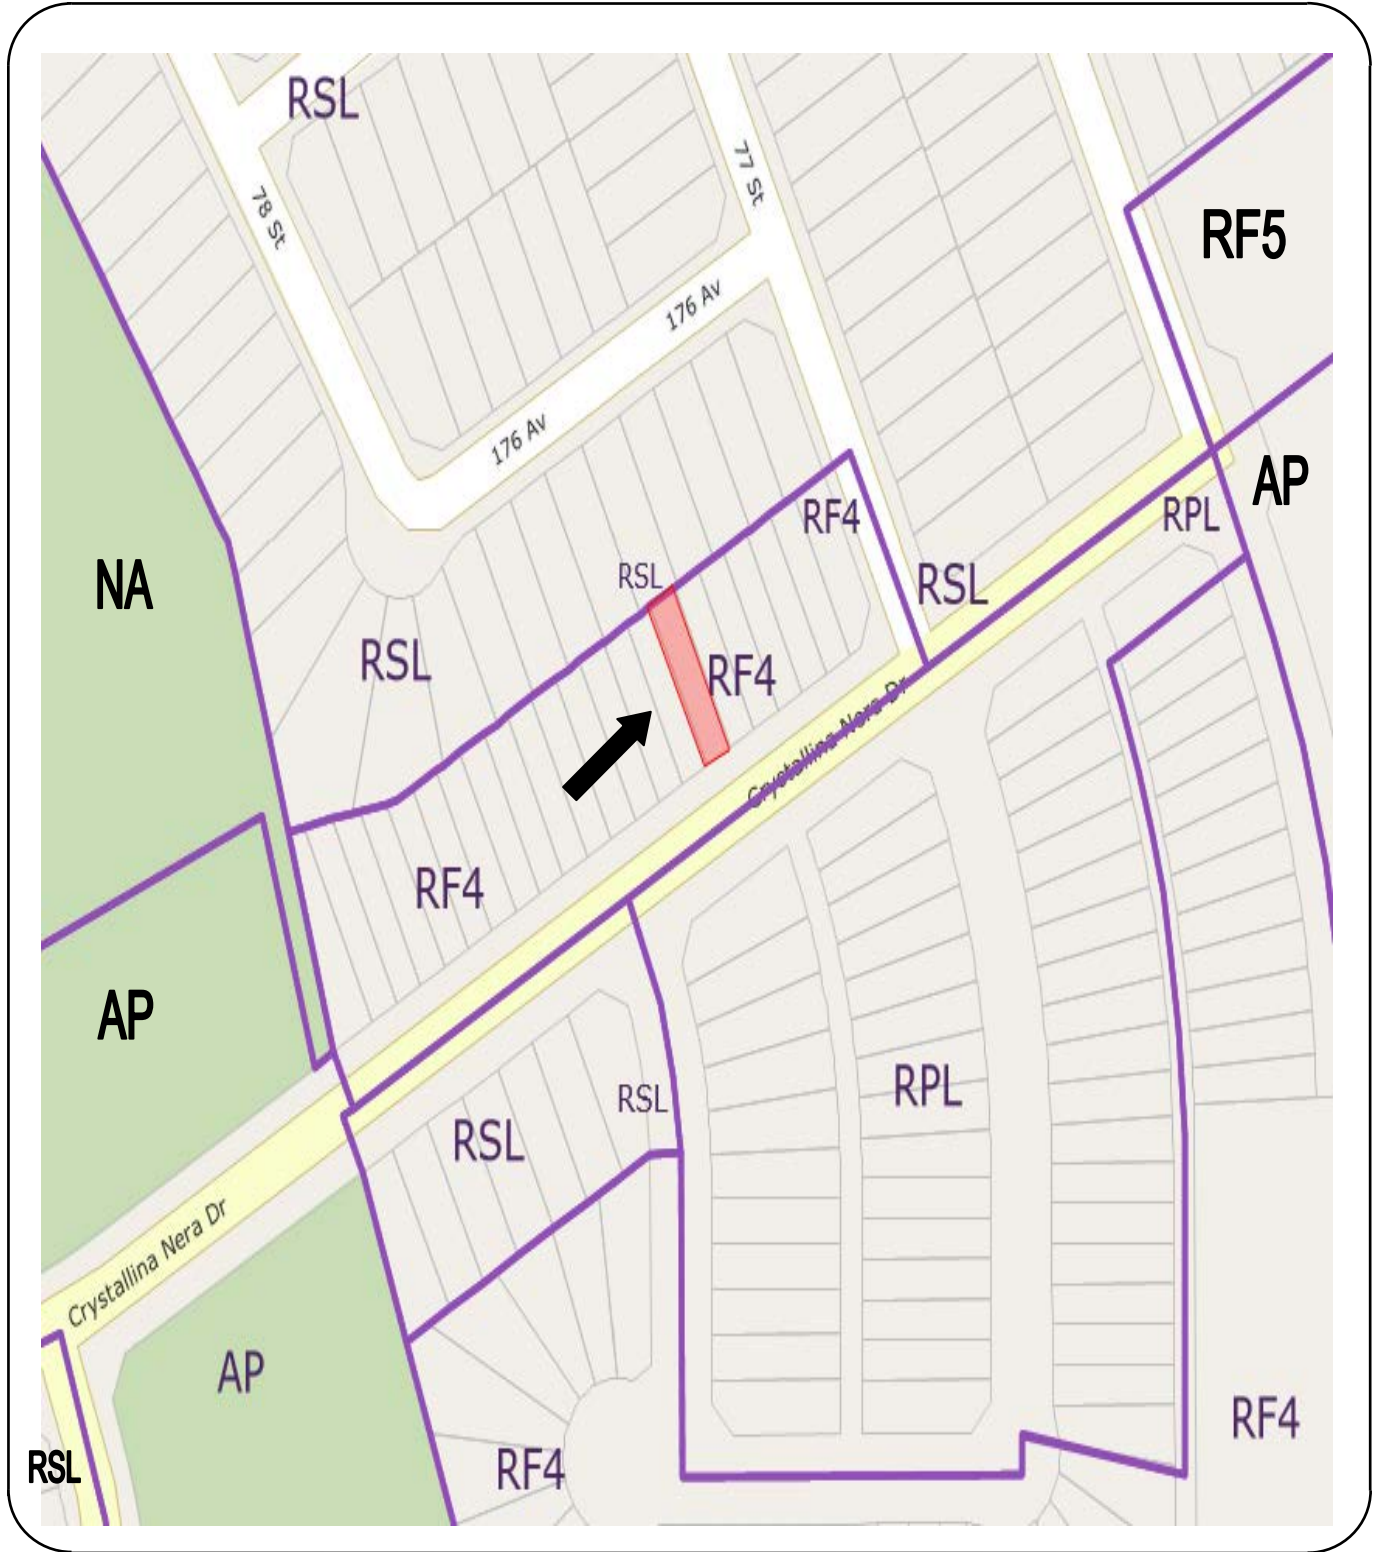 RSL
77 St
78 St
RF5
176 Av
176 Av
AP
RF4
RPL
RSL
NA
RSL
RSL
RF4
Crystallina Nera Dr
RF4
AP
RPL
RSL
RSL
Crystallina Nera Dr
AP
RF4
RSL
RF4